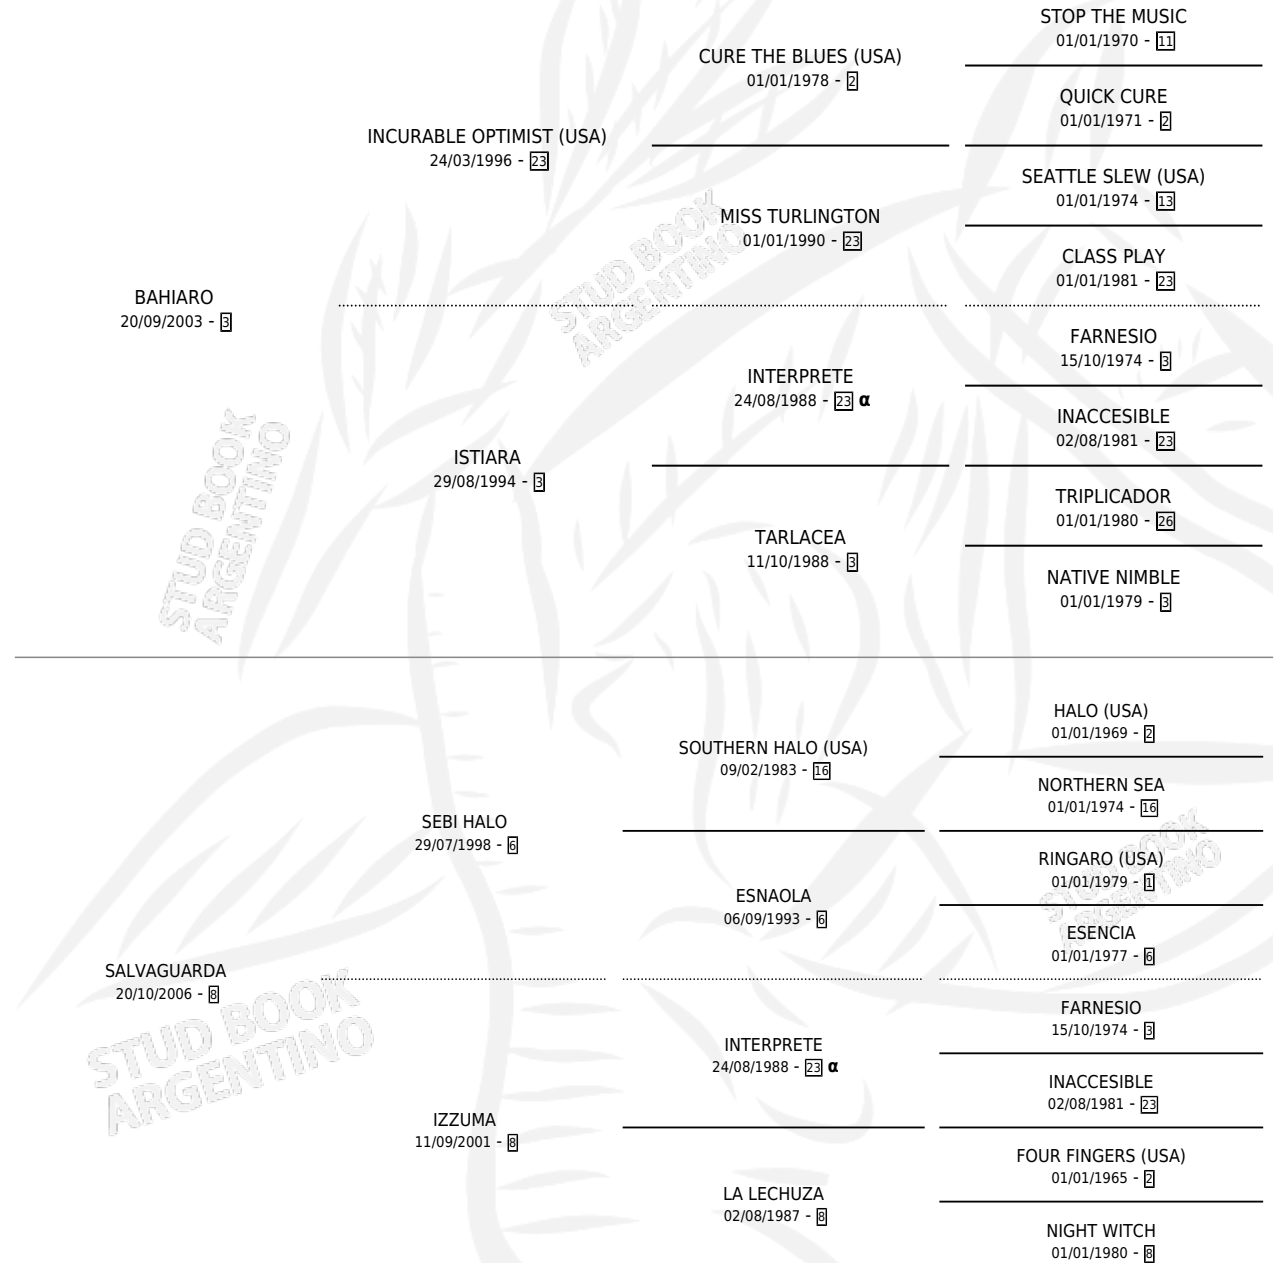 STOP THE MUSIC
01/01/1970 - 11
CURE THE BLUES (USA)
01/01/1978 - 2
QUICK CURE
01/01/1971 - 2
INCURABLE OPTIMIST (USA)
24/03/1996 - 23
SEATTLE SLEW (USA)
01/01/1974 - 13
MISS TURLINGTON
01/01/1990 - 23
CLASS PLAY
01/01/1981 - 23
STUD BOOK
ARGENTINO
BAHIARO
20/09/2003 - 3
FARNESIO
15/10/1974 - 3
INTERPRETE
24/08/1988 - 23 α
INACCESIBLE
02/08/1981 - 23
ISTIARA
29/08/1994 - 3
TRIPLICADOR
01/01/1980 - 26
TARLACEA
11/10/1988 - 3
NATIVE NIMBLE
01/01/1979 - 3
STUD BOOK
ARGENTINO
HALO (USA)
01/01/1969 - 2
SOUTHERN HALO (USA)
09/02/1983 - 16
NORTHERN SEA
01/01/1974 - 16
SEBI HALO
29/07/1998 - 6
RINGARO (USA)
01/01/1979 - 1
ESNAOLA
06/09/1993 - 6
ESENCIA
01/01/1977 - 6
STUD BOOK
ARGENTINO
SALVAGUARDA
20/10/2006 - 8
FARNESIO
15/10/1974 - 3
INTERPRETE
24/08/1988 - 23 α
INACCESIBLE
02/08/1981 - 23
STUD BOOK
ARGENTINO
IZZUMA
11/09/2001 - 8
FOUR FINGERS (USA)
01/01/1965 - 2
LA LECHUZA
02/08/1987 - 8
NIGHT WITCH
01/01/1980 - 8